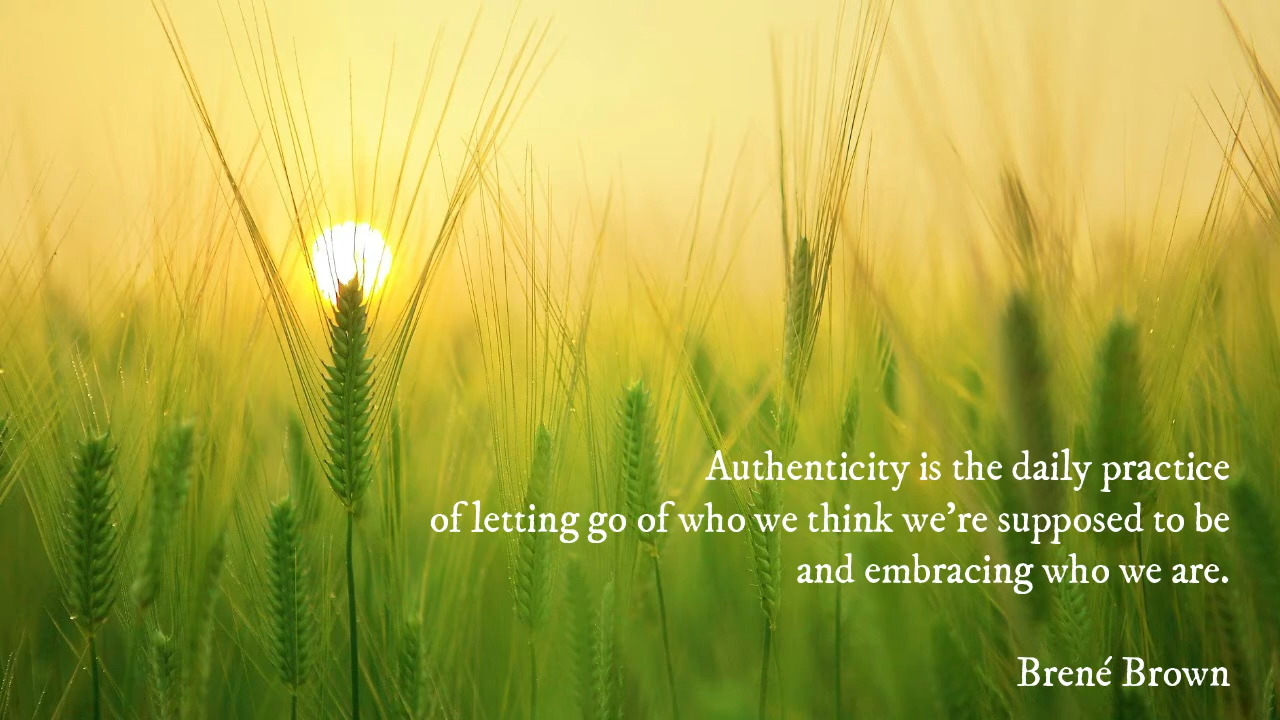 Authenticity is the daily practice
of letting go of who we think we’re supposed to be
and embracing who we are.
Brené Brown